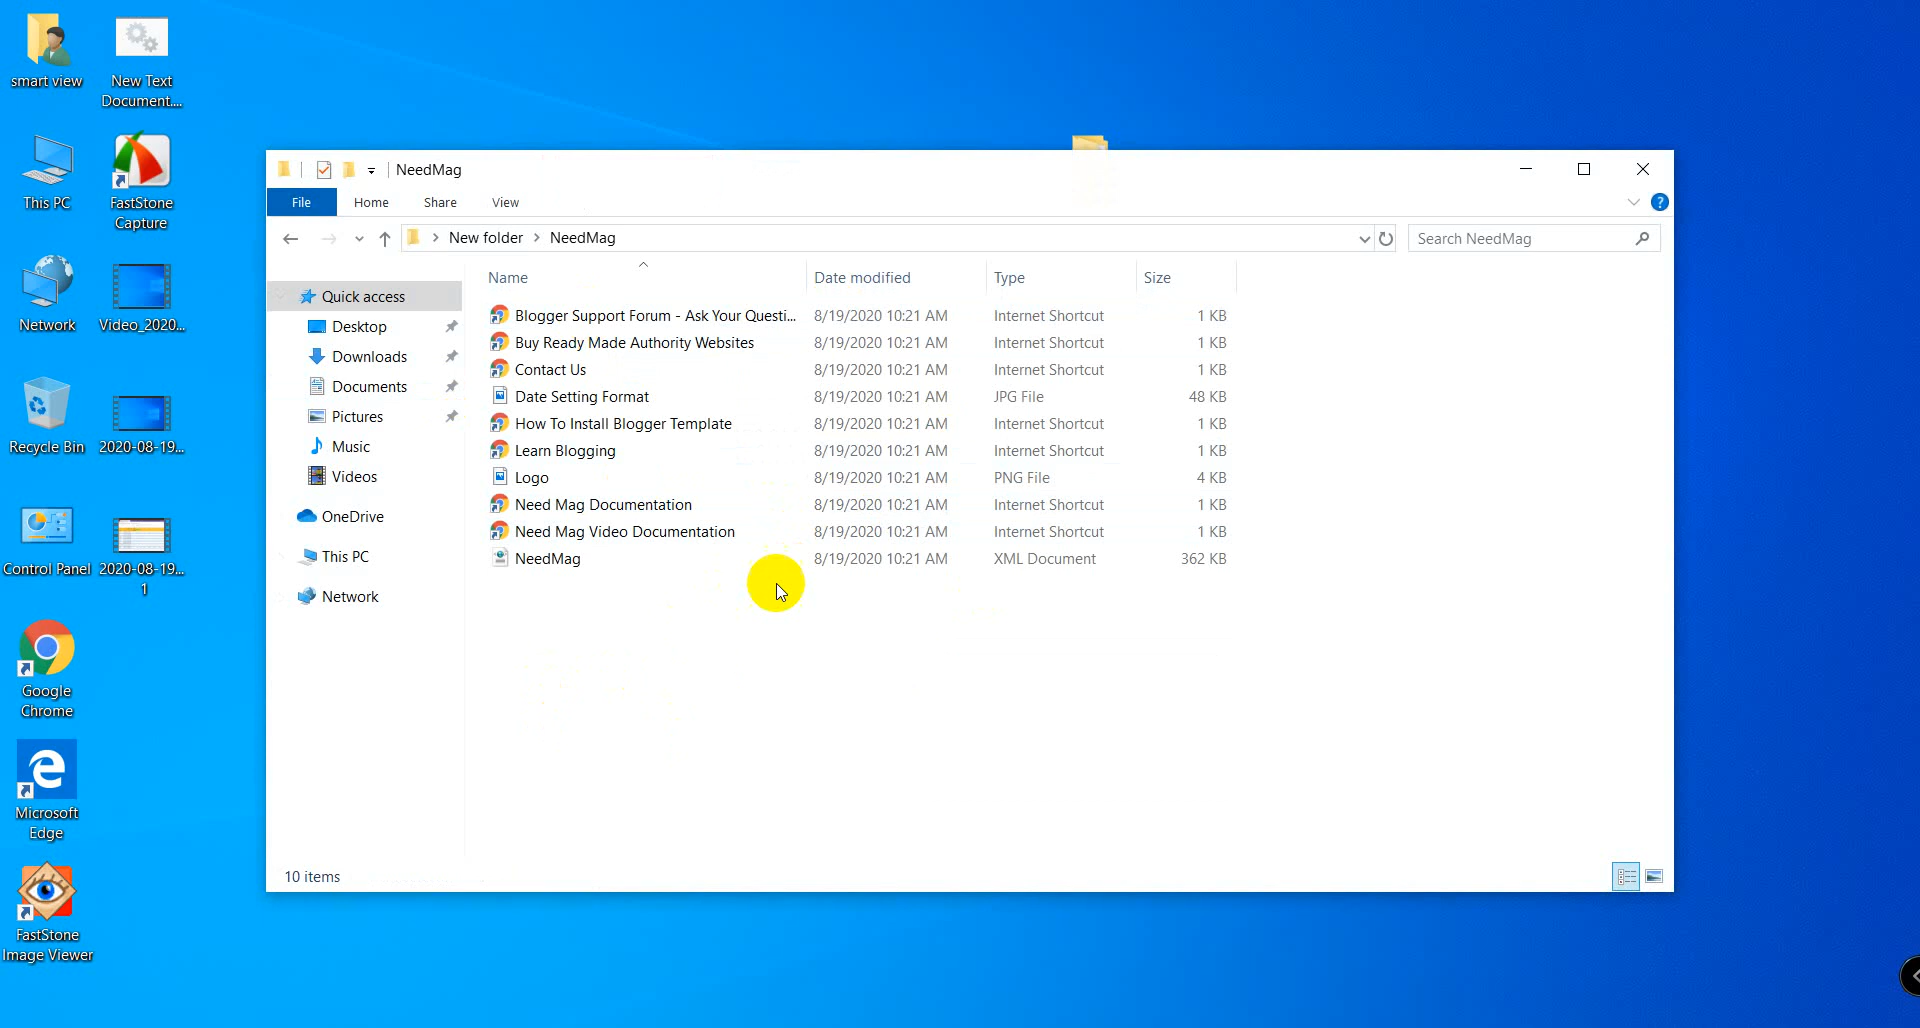 smart view
New Text
Document....
This PC
FastStone
Capture
Network
Video_2020...
Recycle Bin
2020-08-19...
Control Panel
2020-08-19...
1
Google
Chrome
Microsoft
Edge
FastStone
Image Viewer
NeedMag
File Home Share View
New folder > NeedMag
Search NeedMag
Quick access
Desktop
Downloads
Documents
Pictures
Music
Videos
OneDrive
This PC
Network
Name Date modified Type Size
Blogger Support Forum - Ask Your Questi... 8/19/2020 10:21 AM Internet Shortcut 1 KB
Buy Ready Made Authority Websites 8/19/2020 10:21 AM Internet Shortcut 1 KB
Contact Us 8/19/2020 10:21 AM Internet Shortcut 1 KB
Date Setting Format 8/19/2020 10:21 AM JPG File 48 KB
How To Install Blogger Template 8/19/2020 10:21 AM Internet Shortcut 1 KB
Learn Blogging 8/19/2020 10:21 AM Internet Shortcut 1 KB
Logo 8/19/2020 10:21 AM PNG File 4 KB
Need Mag Documentation 8/19/2020 10:21 AM Internet Shortcut 1 KB
Need Mag Video Documentation 8/19/2020 10:21 AM Internet Shortcut 1 KB
NeedMag 8/19/2020 10:21 AM XML Document 362 KB
10 items